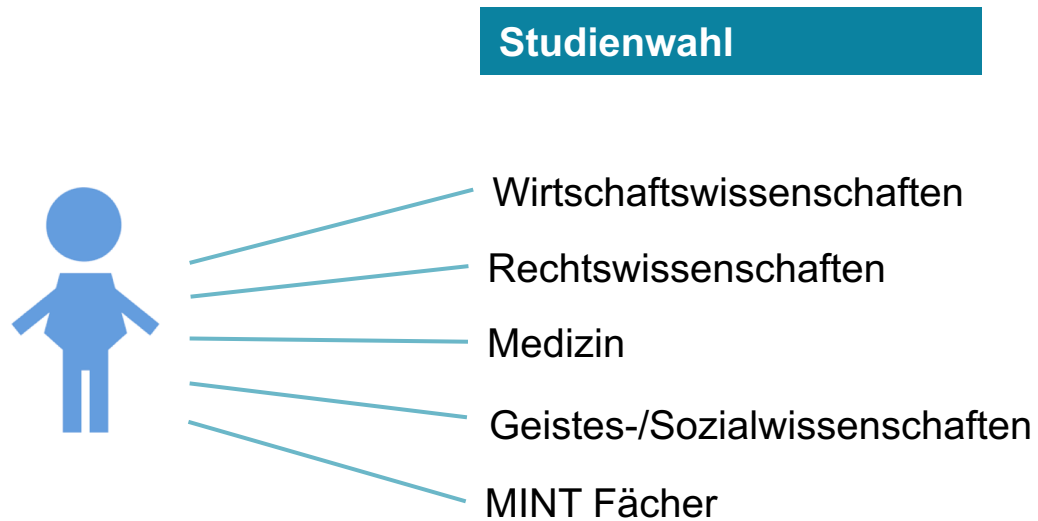 Studienwahl
Wirtschaftswissenschaften
Rechtswissenschaften
Medizin
Geistes-/Sozialwissenschaften
MINT Fächer